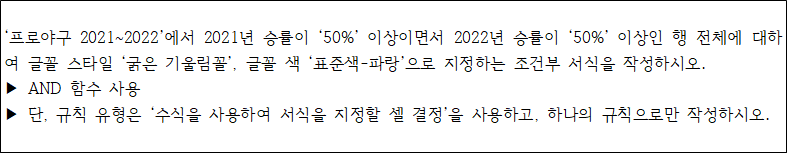 ‘프로야구 2021~2022’에서 2021년 승률이 ‘50%’ 이상이면서 2022년 승률이 ‘50%’ 이상인 행 전체에 대하
여 글꼴 스타일 ‘굵은 기울림꼴’, 글꼴 색 ‘표준색-파랑’으로 지정하는 조건부 서식을 작성하시오.
▶ AND 함수 사용
▶ 단, 규칙 유형은 ‘수식을 사용하여 서식을 지정할 셀 결정’을 사용하고, 하나의 규칙으로만 작성하시오.